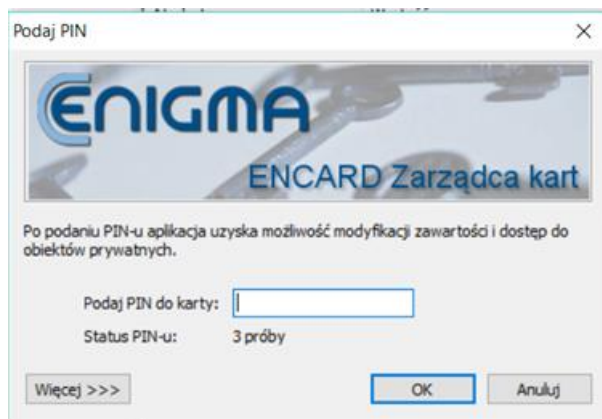 Podaj PIN
ENIGMA
ENCARD Zarządca kart
Po podaniu PIN-u aplikacja uzyska możliwość modyfikacji zawartości i dostęp do
obiektów prywatnych.
Podaj PIN do karty:
Status PIN-u: 3 próby
Więcej >>> OK Anuluj